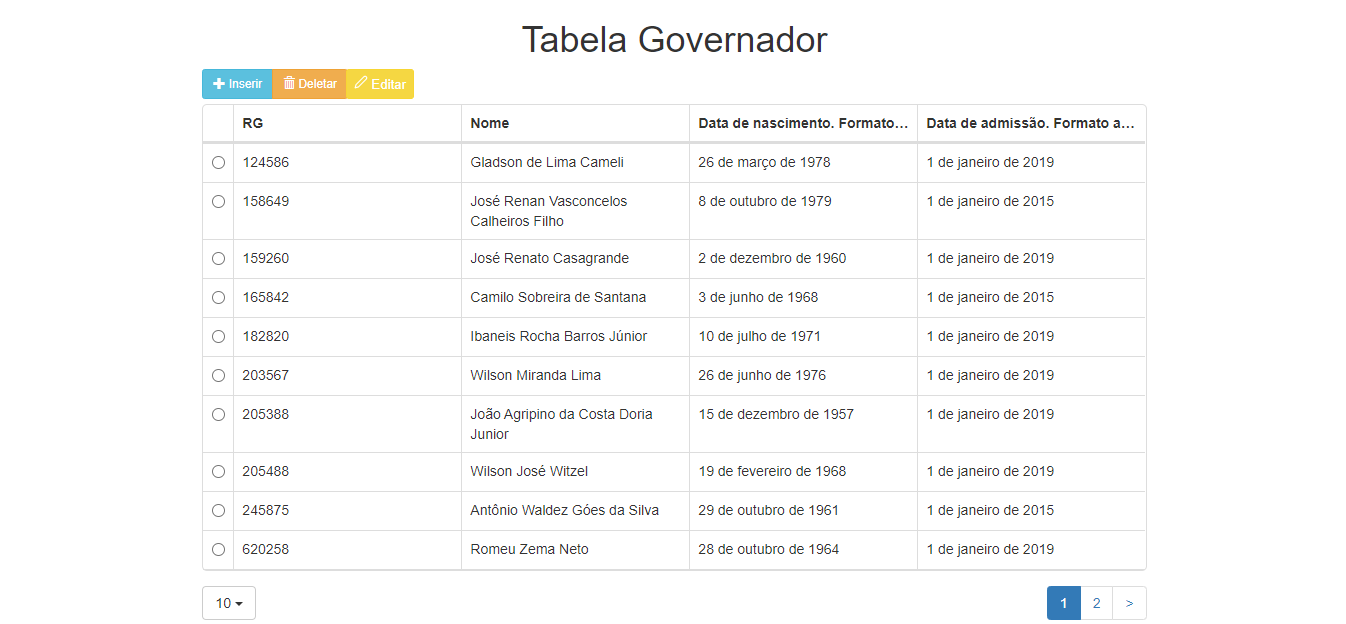 Tabela Governador
Inserir Deletar Editar
RG Nome Data de nascimento. Formato... Data de admissão. Formato a...
124586 Gladson de Lima Cameli 26 de março de 1978 1 de janeiro de 2019
158649 José Renan Vasconcelos 8 de outubro de 1979 1 de janeiro de 2015
Calheiros Filho
159260 José Renato Casagrande 2 de dezembro de 1960 1 de janeiro de 2019
165842 Camilo Sobreira de Santana 3 de junho de 1968 1 de janeiro de 2015
182820 Ibaneis Rocha Barros Júnior 10 de julho de 1971 1 de janeiro de 2019
203567 Wilson Miranda Lima 26 de junho de 1976 1 de janeiro de 2019
205388 João Agripino da Costa Doria 15 de dezembro de 1957 1 de janeiro de 2019
Junior
205488 Wilson José Witzel 19 de fevereiro de 1968 1 de janeiro de 2019
245875 Antônio Waldez Góes da Silva 29 de outubro de 1961 1 de janeiro de 2015
620258 Romeu Zema Neto 28 de outubro de 1964 1 de janeiro de 2019
10 1 2 >